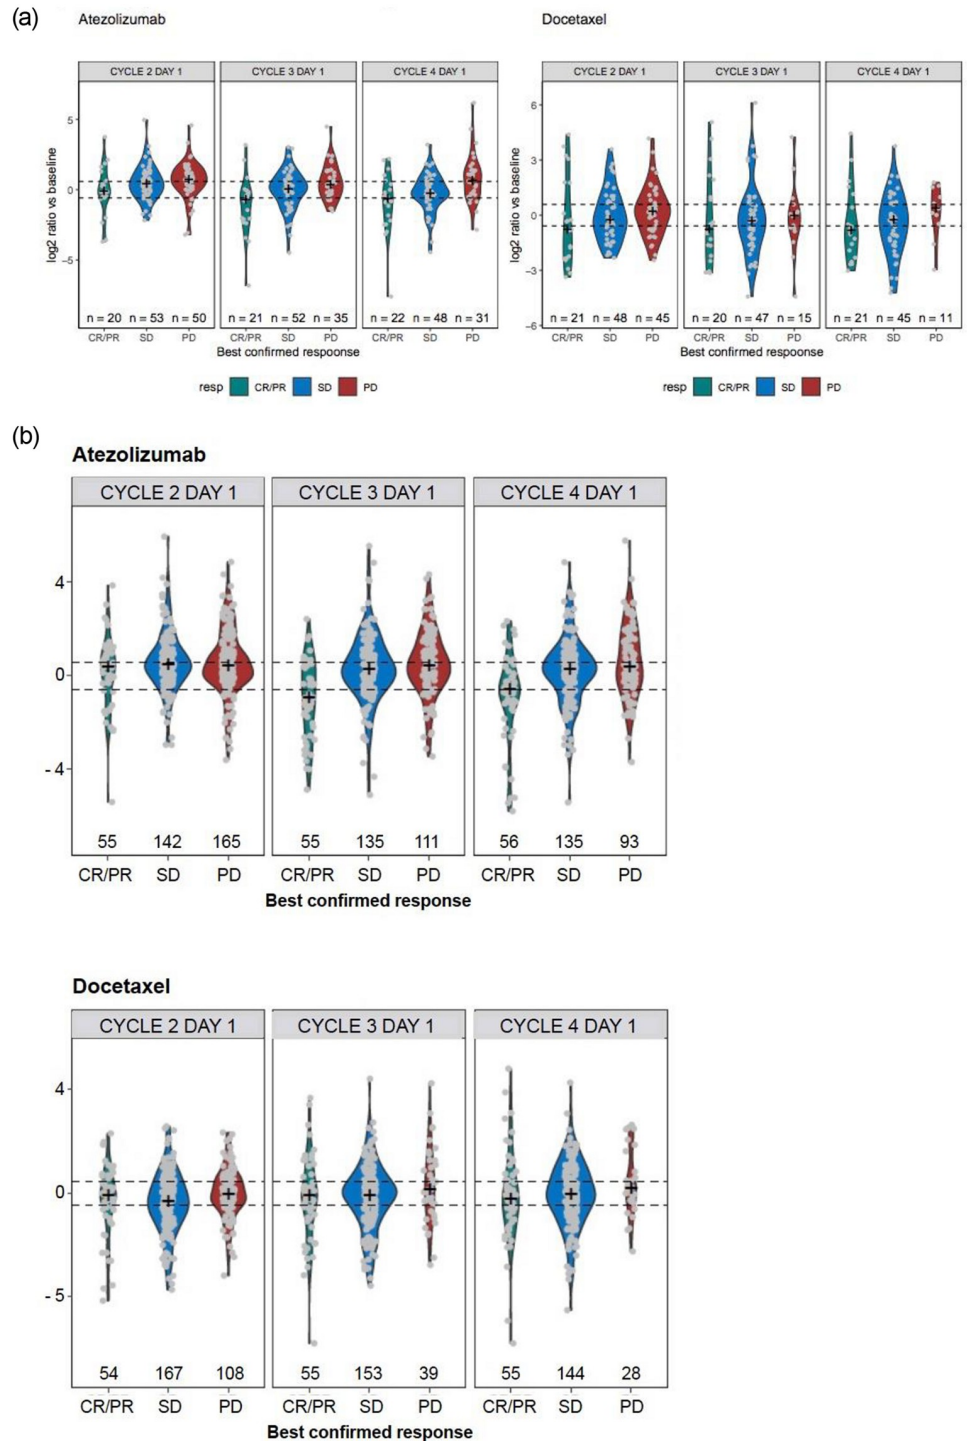 (a)
Atezolizumab
Docetaxel
CYCLE 2 DAY 1
CYCLE 3 DAY 1
CYCLE 4 DAY 1
CYCLE 2 DAY 1
CYCLE 3 DAY 1
CYCLE 4 DAY 1
log2 ratio vs baseline
5
0
−5
n = 20
n = 53
n = 50
n = 21
n = 52
n = 35
n = 22
n = 48
n = 31
CR/PR
SD
PD
CR/PR
SD
PD
CR/PR
SD
PD
Best confirmed respoonse
resp
CR/PR
SD
PD
log2 ratio vs baseline
6
3
0
−3
−6
n = 21
n = 48
n = 45
n = 20
n = 47
n = 15
n = 21
n = 45
n = 11
CR/PR
SD
PD
CR/PR
SD
PD
CR/PR
SD
PD
Best confirmed respoonse
resp
CR/PR
SD
PD
(b)
Atezolizumab
CYCLE 2 DAY 1
CYCLE 3 DAY 1
CYCLE 4 DAY 1
4
0
- 4
55
142
165
55
135
111
56
135
93
CR/PR
SD
PD
CR/PR
SD
PD
CR/PR
SD
PD
Best confirmed response
Docetaxel
CYCLE 2 DAY 1
CYCLE 3 DAY 1
CYCLE 4 DAY 1
4
0
- 5
54
167
108
55
153
39
55
144
28
CR/PR
SD
PD
CR/PR
SD
PD
CR/PR
SD
PD
Best confirmed response